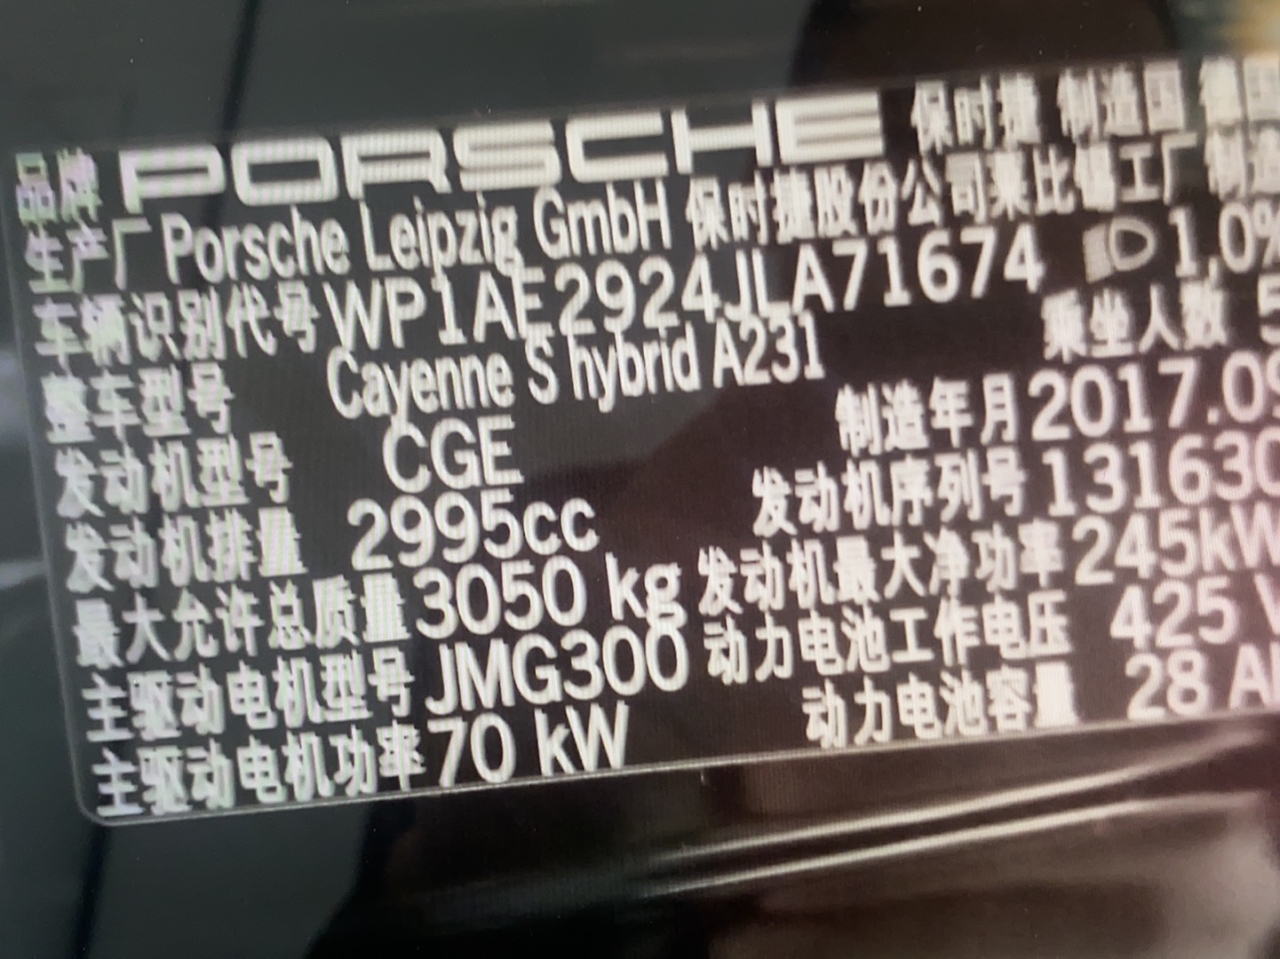 品牌 PORSCHE 保时捷 制造国 德国
生产厂 Porsche Leipzig GmbH 保时捷股份公司莱比锡工厂制造
车辆识别代号 WP1AE2924JLA71674 1,0%
整车型号 Cayenne S hybrid A231 乘坐人数 5
发动机型号 CGE 制造年月 2017.09
发动机排量 2995cc 发动机序列号 13163
最大允许总质量 3050 kg 发动机最大净功率 245kW
主驱动电机型号 JMG300 动力电池工作电压 425 V
主驱动电机功率 70 kW 动力电池容量 28